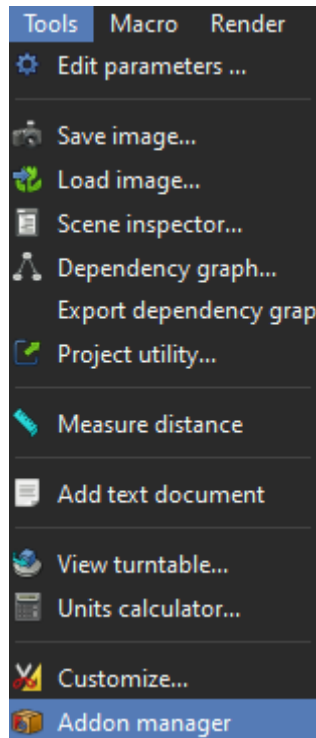 Tools Macro Render
Edit parameters ...
Save image...
Load image...
Scene inspector...
Dependency graph...
Export dependency grap
Project utility...
Measure distance
Add text document
View turntable...
Units calculator...
Customize...
Addon manager